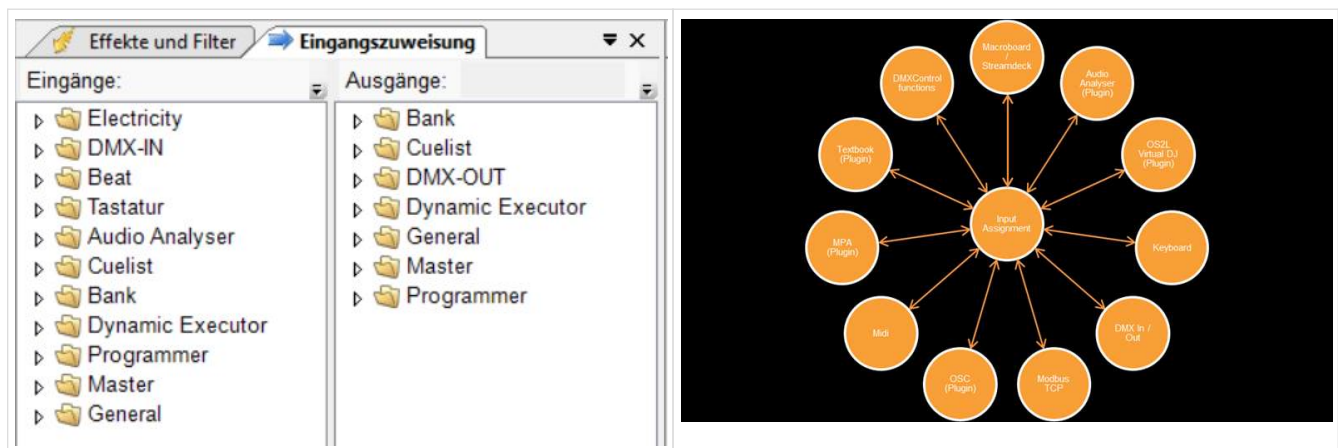 Effekte und Filter
Eingangszuweisung
Eingänge:
Electricity
DMX-IN
Beat
Tastatur
Audio Analyser
Cuelist
Bank
Dynamic Executor
Programmer
Master
General
Ausgänge:
Bank
Cuelist
DMX-OUT
Dynamic Executor
General
Master
Programmer
Macroboard
/
Streamdeck
Audio
Analyser
(Plugin)
OS2L
Virtual DJ
(Plugin)
Keyboard
DMX In /
Out
Modbus
TCP
OSC
(Plugin)
Midi
MPA
(Plugin)
Textbook
(Plugin)
DMXControl
functions
Input
Assignment